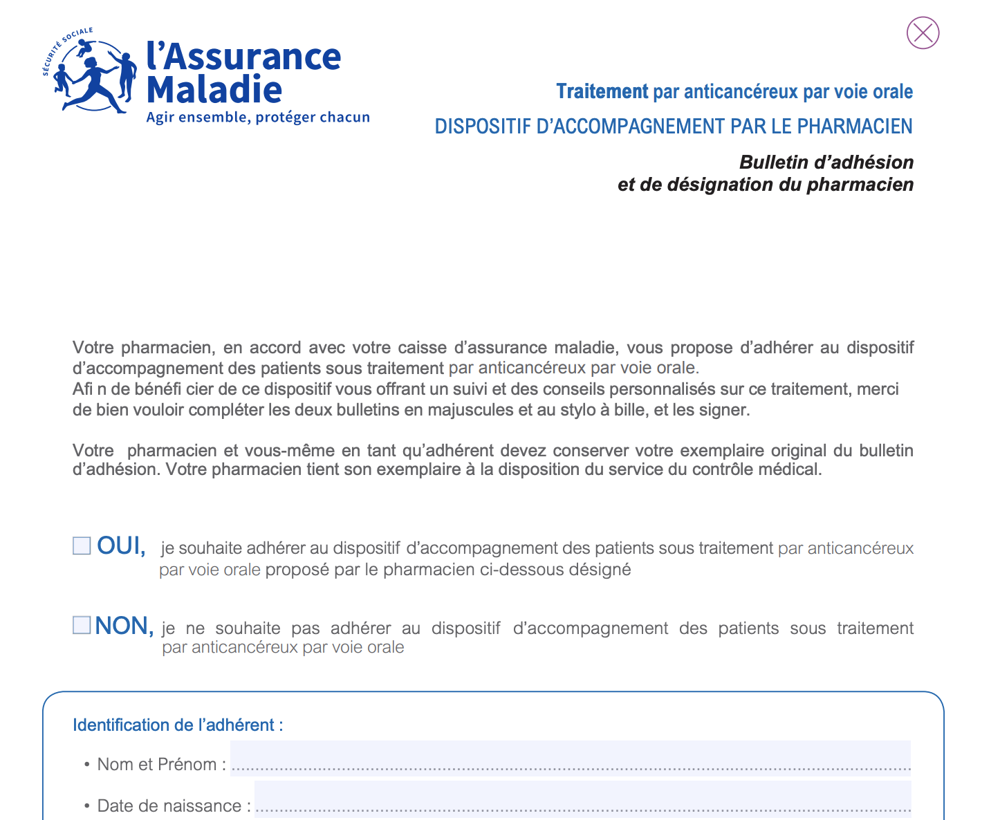 SÉCURITÉ SOCIALE
l’Assurance
Maladie
Agir ensemble, protéger chacun
Traitement par anticancéreux par voie orale
DISPOSITIF D’ACCOMPAGNEMENT PAR LE PHARMACIEN
Bulletin d’adhésion
et de désignation du pharmacien
Votre pharmacien, en accord avec votre caisse d’assurance maladie, vous propose d’adhérer au dispositif
d’accompagnement des patients sous traitement par anticancéreux par voie orale.
Afi n de bénéfi cier de ce dispositif vous offrant un suivi et des conseils personnalisés sur ce traitement, merci
de bien vouloir compléter les deux bulletins en majuscules et au stylo à bille, et les signer.
Votre pharmacien et vous-même en tant qu’adhérent devez conserver votre exemplaire original du bulletin
d’adhésion. Votre pharmacien tient son exemplaire à la disposition du service du contrôle médical.
OUI, je souhaite adhérer au dispositif d’accompagnement des patients sous traitement par anticancéreux
par voie orale proposé par le pharmacien ci-dessous désigné
NON, je ne souhaite pas adhérer au dispositif d’accompagnement des patients sous traitement
par anticancéreux par voie orale
Identification de l’adhérent :
• Nom et Prénom :
• Date de naissance :